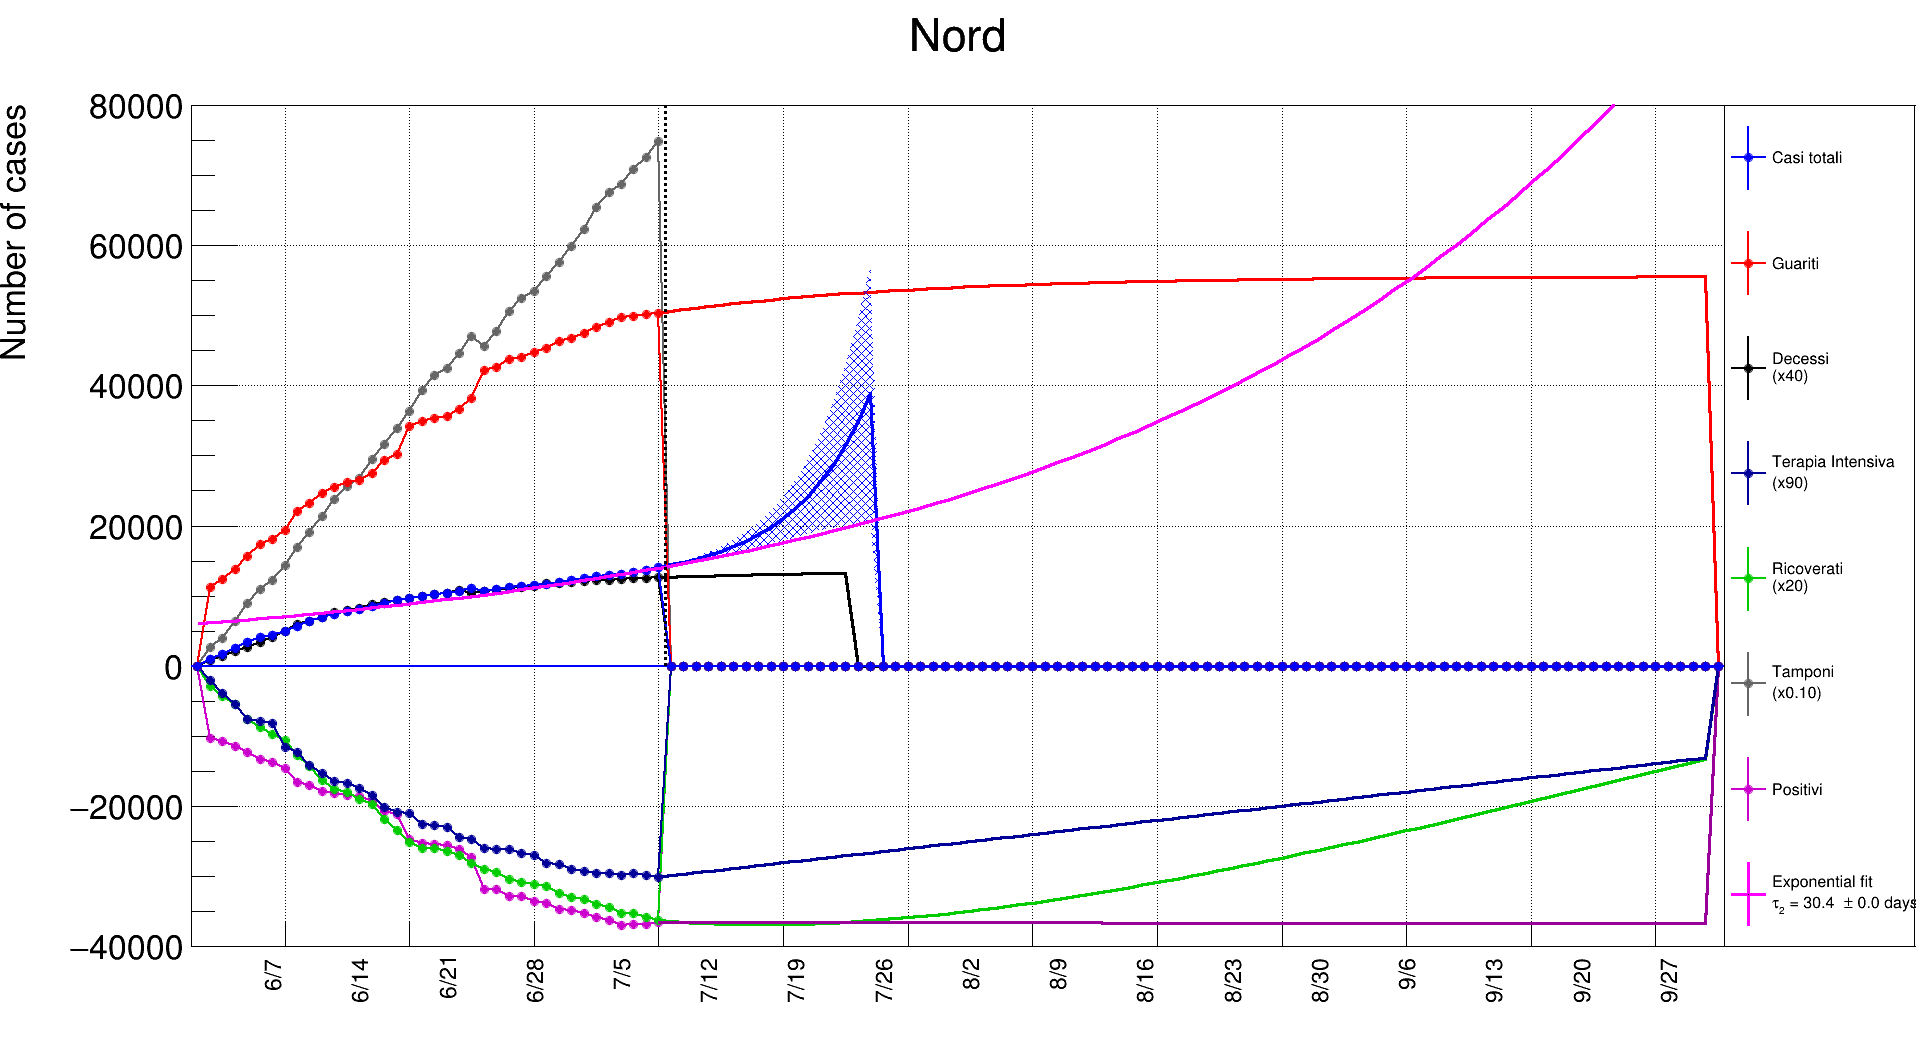 Nord
Number of cases
80000
60000
40000
20000
0
−20000
−40000
6/7
6/14
6/21
6/28
7/5
7/12
7/19
7/26
8/2
8/9
8/16
8/23
8/30
9/6
9/13
9/20
9/27
Casi totali
Guariti
Decessi
(x40)
Terapia Intensiva
(x90)
Ricoverati
(x20)
Tamponi
(x0.10)
Positivi
Exponential fit
τ2 = 30.4 ± 0.0 days